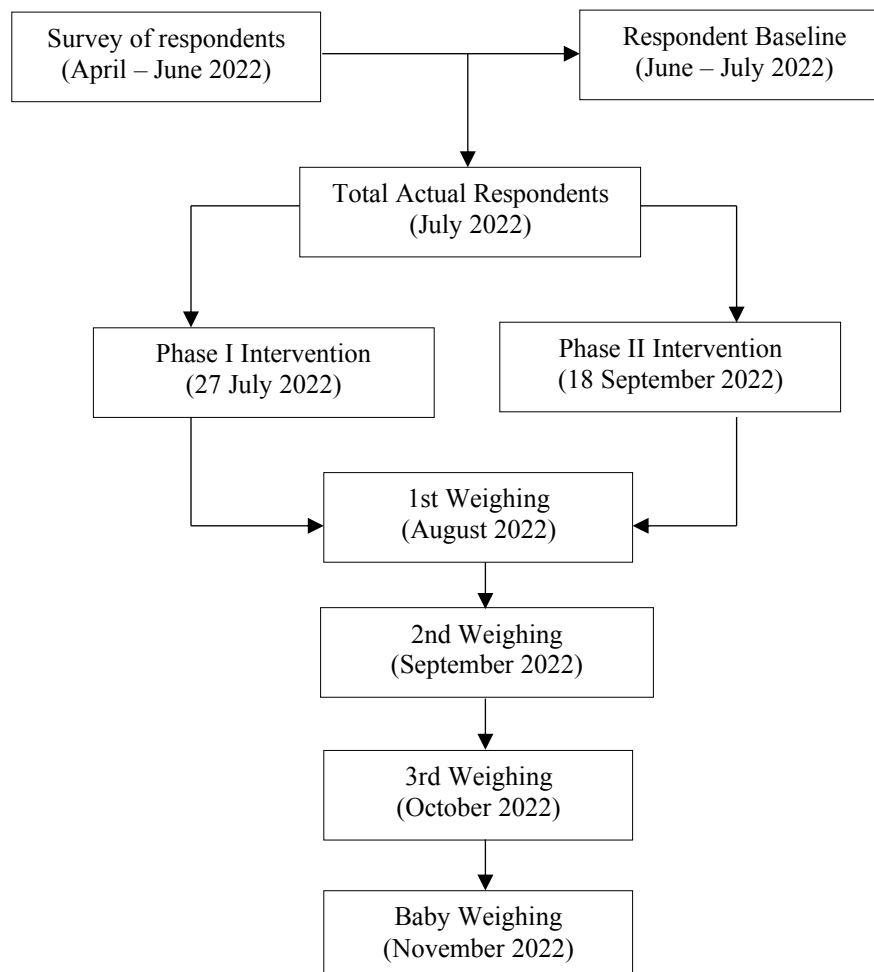 Survey of respondents
(April – June 2022)
Respondent Baseline
(June – July 2022)
Total Actual Respondents
(July 2022)
Phase I Intervention
(27 July 2022)
Phase II Intervention
(18 September 2022)
1st Weighing
(August 2022)
2nd Weighing
(September 2022)
3rd Weighing
(October 2022)
Baby Weighing
(November 2022)